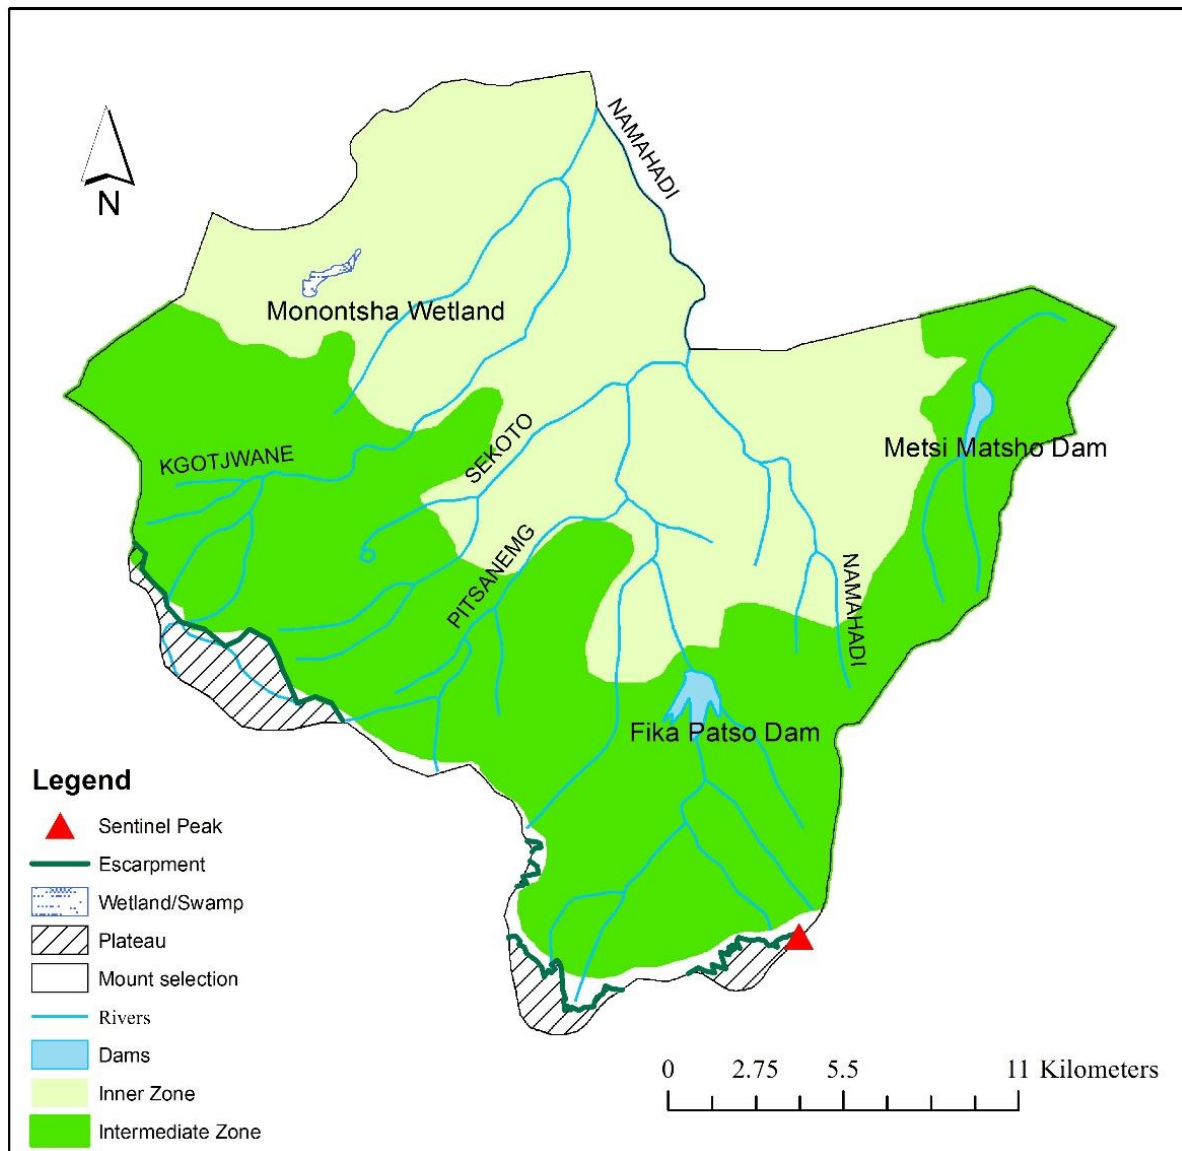 NAMAHADI
N
Monontsha Wetland
Metsi Matsho Dam
KGOTJWANE
SEKOTO
PITSANEMG
NAMAHADI
Fika Patso Dam
Legend
Sentinel Peak
Escarpment
Wetland/Swamp
Plateau
Mount selection
Rivers
Dams
Inner Zone
Intermediate Zone
0 2.75 5.5 11 Kilometers